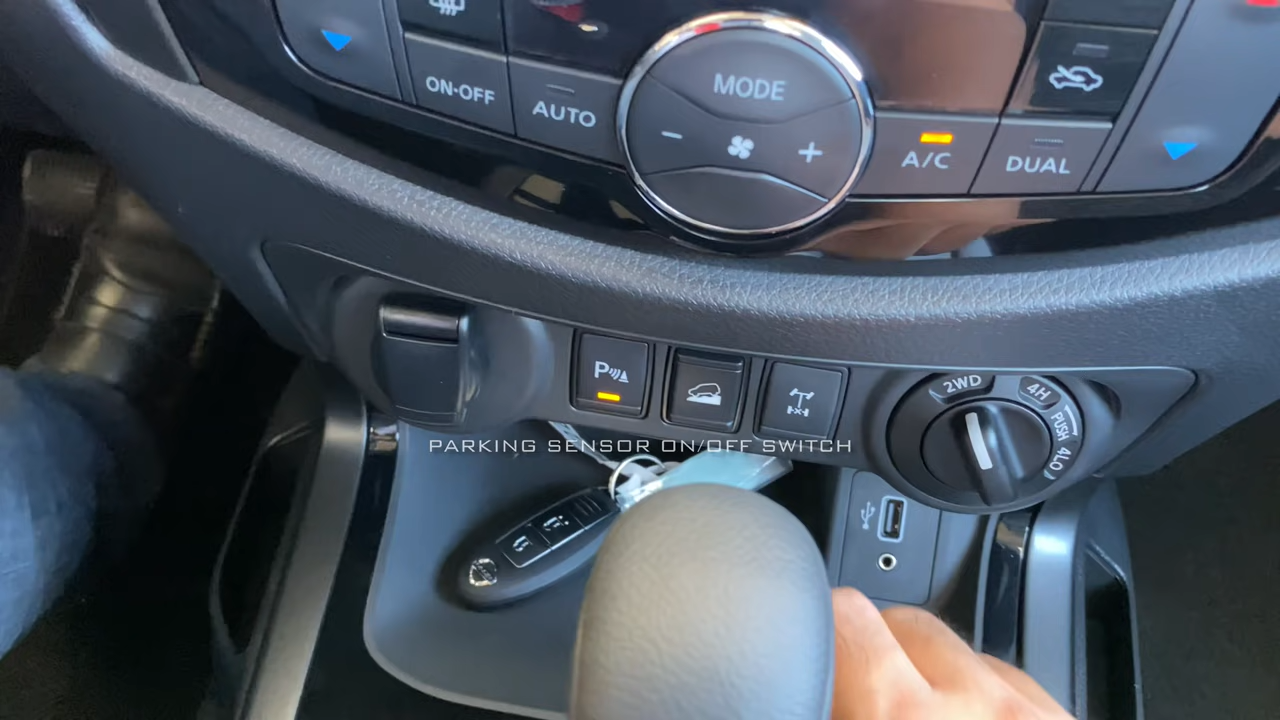 MODE
ON·OFF
AUTO
A/C
DUAL
P
2WD
4H
PUSH
4LO
PARKING SENSOR ON/OFF SWITCH